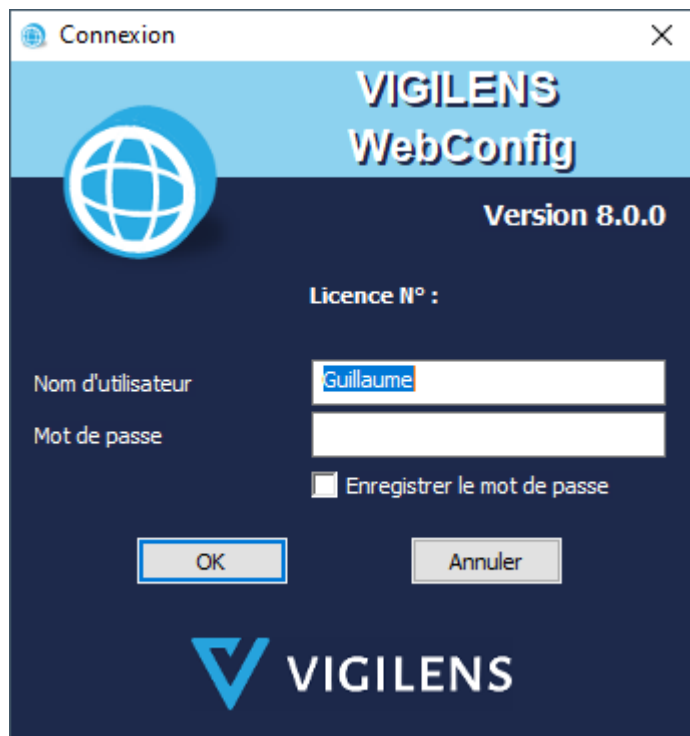 Connexion
VIGILENS
WebConfig
Version 8.0.0
Licence N° :
Nom d'utilisateur
Guillaume
Mot de passe
Enregistrer le mot de passe
OK
Annuler
VIGILENS